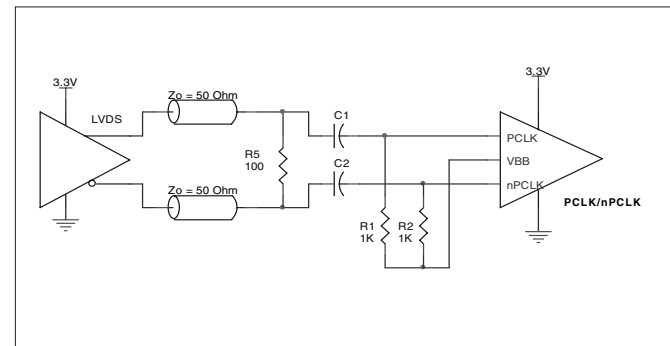 3.3V
LVDS
Zo = 50 Ohm
Zo = 50 Ohm
R5
100
C1
C2
R1
1K
R2
1K
3.3V
PCLK
VBB
nPCLK
PCLK/nPCLK